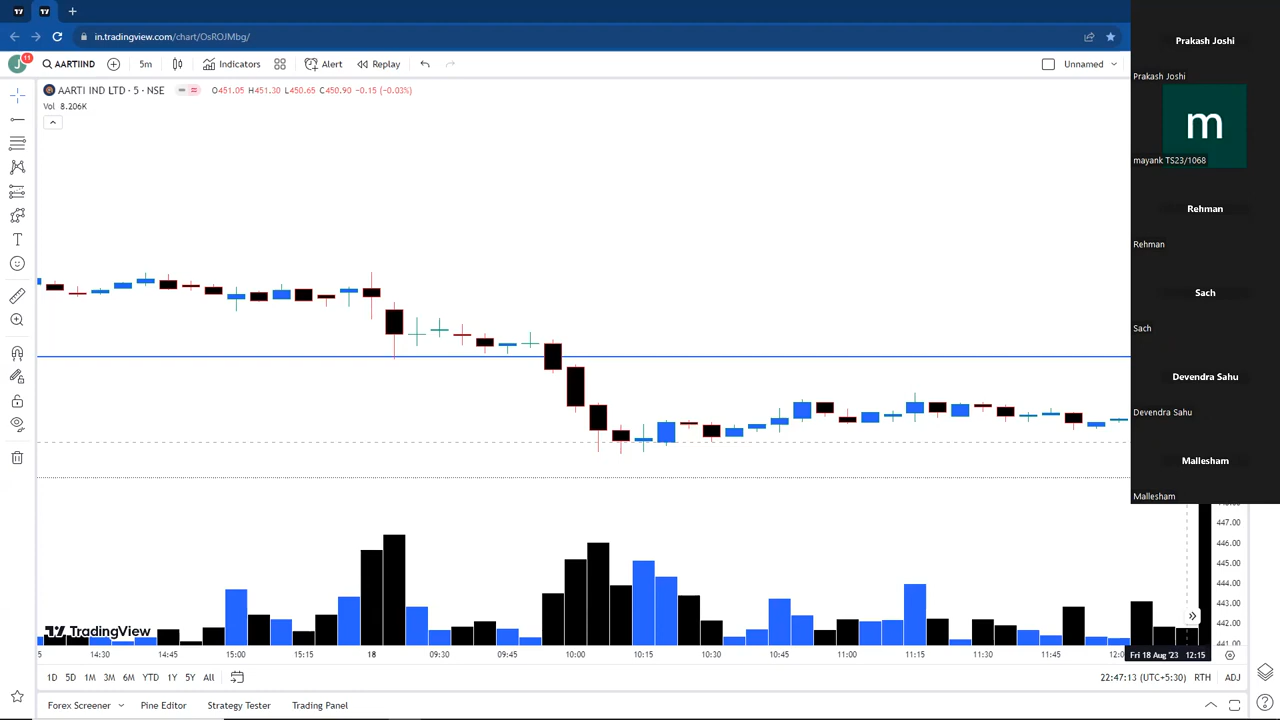 in.tradingview.com/chart/OsROJMbg/
J 11 AARTIIND 5m Indicators Alert Replay Unnamed
AARTI IND LTD · 5 · NSE O451.05 H451.30 L450.65 C450.90 −0.15 (−0.03%)
Vol 8.206K
Prakash Joshi
Prakash Joshi
m
mayank TS23/1068
Rehman
Rehman
Sach
Sach
Devendra Sahu
Devendra Sahu
Mallesham
Mallesham
447.00
446.00
445.00
444.00
443.00
442.00
441.00
TradingView
14:30 14:45 15:00 15:15 18 09:30 09:45 10:00 10:15 10:30 10:45 11:00 11:15 11:30 11:45 Fri 18 Aug '23 12:15
1D 5D 1M 3M 6M YTD 1Y 5Y All 22:47:13 (UTC+5:30) RTH ADJ
Forex Screener Pine Editor Strategy Tester Trading Panel